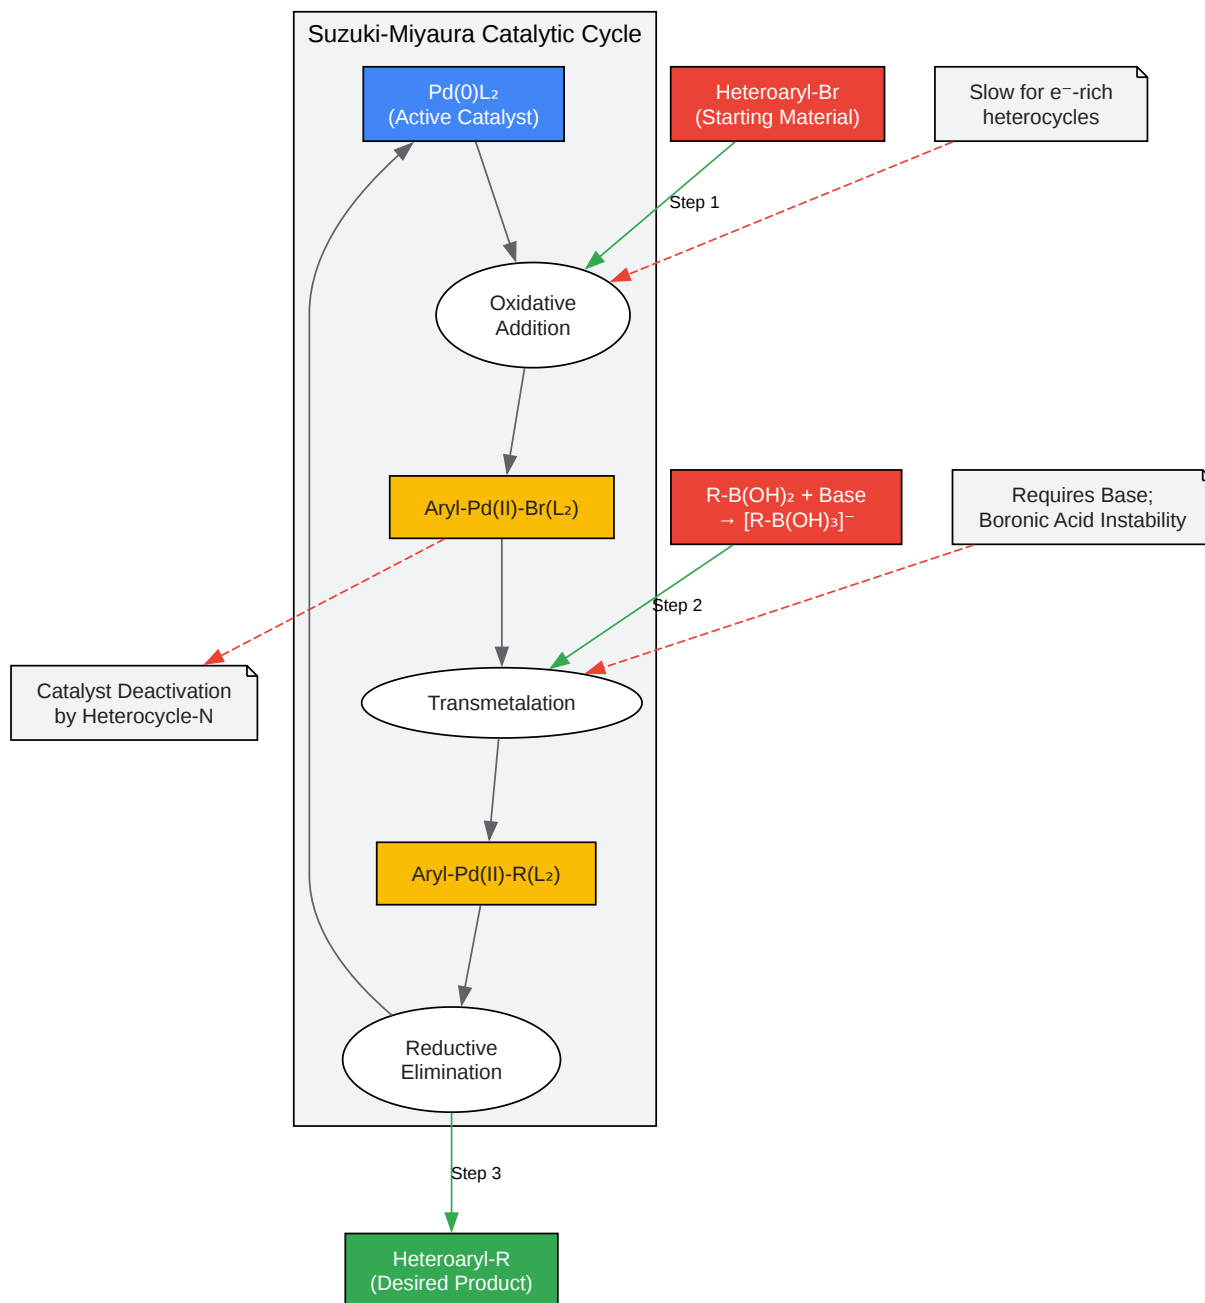 Suzuki-Miyaura Catalytic Cycle
Pd(0)L₂
(Active Catalyst)
Heteroaryl-Br
(Starting Material)
Slow for e⁻-rich
heterocycles
Step 1
Oxidative
Addition
Aryl-Pd(II)-Br(L₂)
R-B(OH)₂ + Base
→ [R-B(OH)₃]⁻
Requires Base;
Boronic Acid Instability
Step 2
Catalyst Deactivation
by Heterocycle-N
Transmetalation
Aryl-Pd(II)-R(L₂)
Reductive
Elimination
Step 3
Heteroaryl-R
(Desired Product)